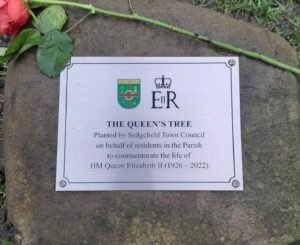 EIIR
THE QUEEN'S TREE
Planted by Sedgefield Town Council
on behalf of residents in the Parish
to commemorate the life of
HM Queen Elizabeth II (1926 – 2022)